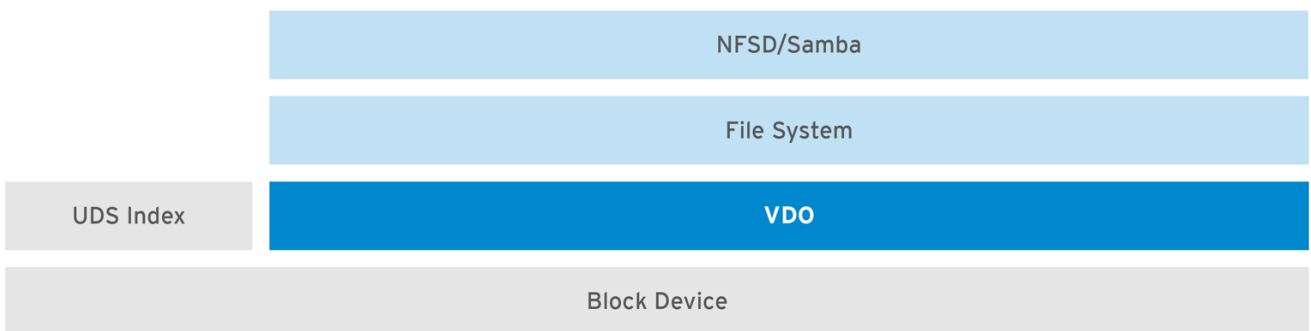 NFSD/Samba
File System
UDS Index
VDO
Block Device